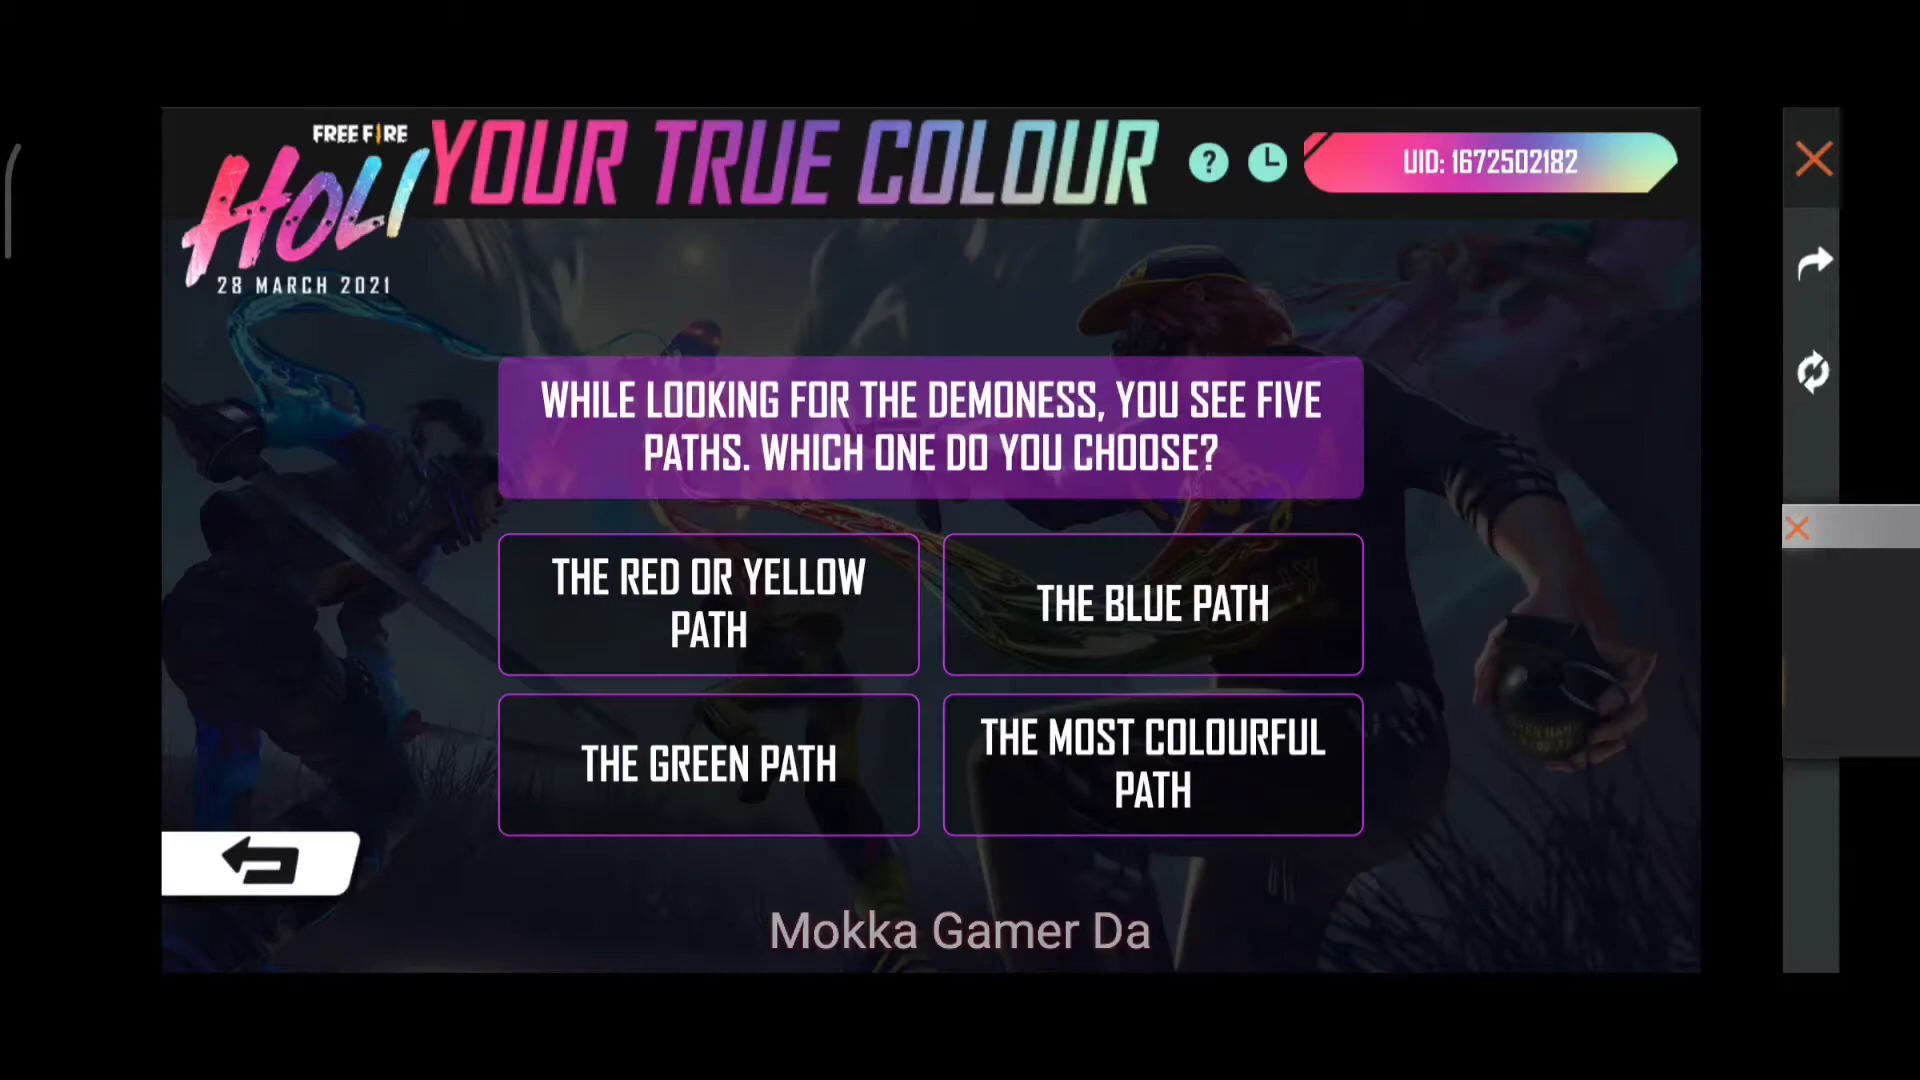 FREE FIRE
HOLI
28 MARCH 2021
YOUR TRUE COLOUR
?
UID: 1672502182
WHILE LOOKING FOR THE DEMONESS, YOU SEE FIVE
PATHS. WHICH ONE DO YOU CHOOSE?
THE RED OR YELLOW
PATH
THE BLUE PATH
THE GREEN PATH
THE MOST COLOURFUL
PATH
Mokka Gamer Da